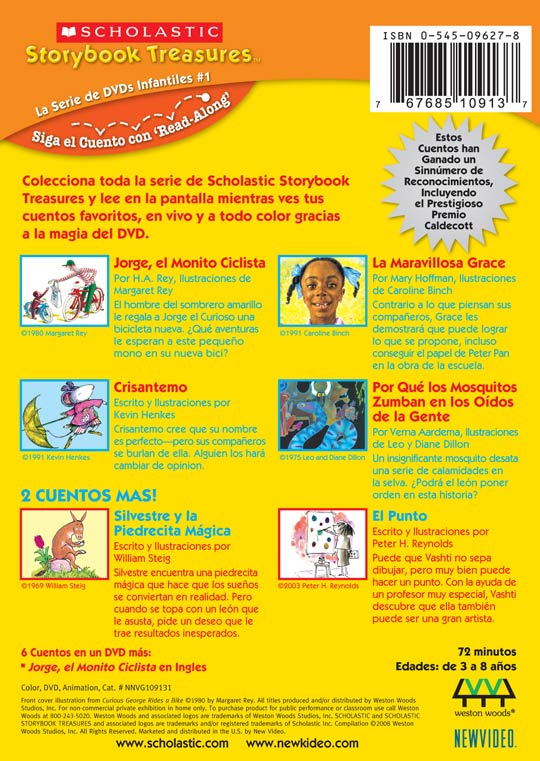 SCHOLASTIC
Storybook Treasures™
La Serie de DVDs Infantiles #1
Siga el Cuento con 'Read-Along'
ISBN 0-545-09627-8
7 67685 10913 7
Estos
Cuentos han
Ganado un
Sinnúmero de
Reconocimientos,
Incluyendo
el Prestigioso
Premio
Caldecott
Colecciona toda la serie de Scholastic Storybook
Treasures y lee en la pantalla mientras ves tus
cuentos favoritos, en vivo y a todo color gracias
a la magia del DVD.
Jorge, el Monito Ciclista
Por H.A. Rey, Ilustraciones de
Margaret Rey
El hombre del sombrero amarillo
le regala a Jorge el Curioso una
bicicleta nueva. ¿Qué aventuras
le esperan a este pequeño
mono en su nueva bici?
©1980 Margaret Rey
La Maravillosa Grace
Por Mary Hoffman, Ilustraciones
de Caroline Binch
Contrario a lo que piensan sus
compañeros, Grace les
demostrará que puede lograr
lo que se propone, incluso
conseguir el papel de Peter Pan
en la obra de la escuela.
©1991 Caroline Binch
Crisantemo
Escrito y Ilustraciones por
Kevin Henkes
Crisantemo cree que su nombre
es perfecto—pero sus compañeros
se burlan de ella. Alguien los hará
cambiar de opinion.
©1991 Kevin Henkes
Por Qué los Mosquitos
Zumban en los Oídos
de la Gente
Por Verna Aardema, Ilustraciones
de Leo y Diane Dillon
Un insignificante mosquito desata
una serie de calamidades en
la selva. ¿Podrá el león poner
orden en esta historia?
©1975 Leo and Diane Dillon
2 CUENTOS MAS!
Silvestre y la
Piedrecita Mágica
Escrito y Ilustraciones por
William Steig
Silvestre encuentra una piedrecita
mágica que hace que los sueños
se conviertan en realidad. Pero
cuando se topa con un león que
le asusta, pide un deseo que le
trae resultados inesperados.
©1969 William Steig
El Punto
Escrito y Ilustraciones por
Peter H. Reynolds
Puede que Vashti no sepa
dibujar, pero muy bien puede
hacer un punto. Con la ayuda de
un profesor muy especial, Vashti
descubre que ella también
puede ser una gran artista.
©2003 Peter H. Reynolds
6 Cuentos en un DVD más:
Jorge, el Monito Ciclista en Ingles
72 minutos
Edades: de 3 a 8 años
Color, DVD, Animation, Cat. # NNVG109131
Front cover illustration from Curious George Rides a Bike ©1980 by Margaret Rey. All titles produced and/or distributed by Weston Woods
Studios, Inc. For non-commercial private exhibition in home only. To purchase product for public performance or classroom use call Weston
Woods at 800-243-5020. Weston Woods and associated logos are trademarks of Weston Woods Studios, Inc. SCHOLASTIC and SCHOLASTIC
STORYBOOK TREASURES and associated logos are trademarks and/or registered trademarks of Scholastic Inc. Compilation ©2008 Weston
Woods Studios, Inc. All Rights Reserved. Marketed and distributed in the U.S. by New Video.
www.scholastic.com www.newkideo.com
weston woods®
NEWVIDEO.